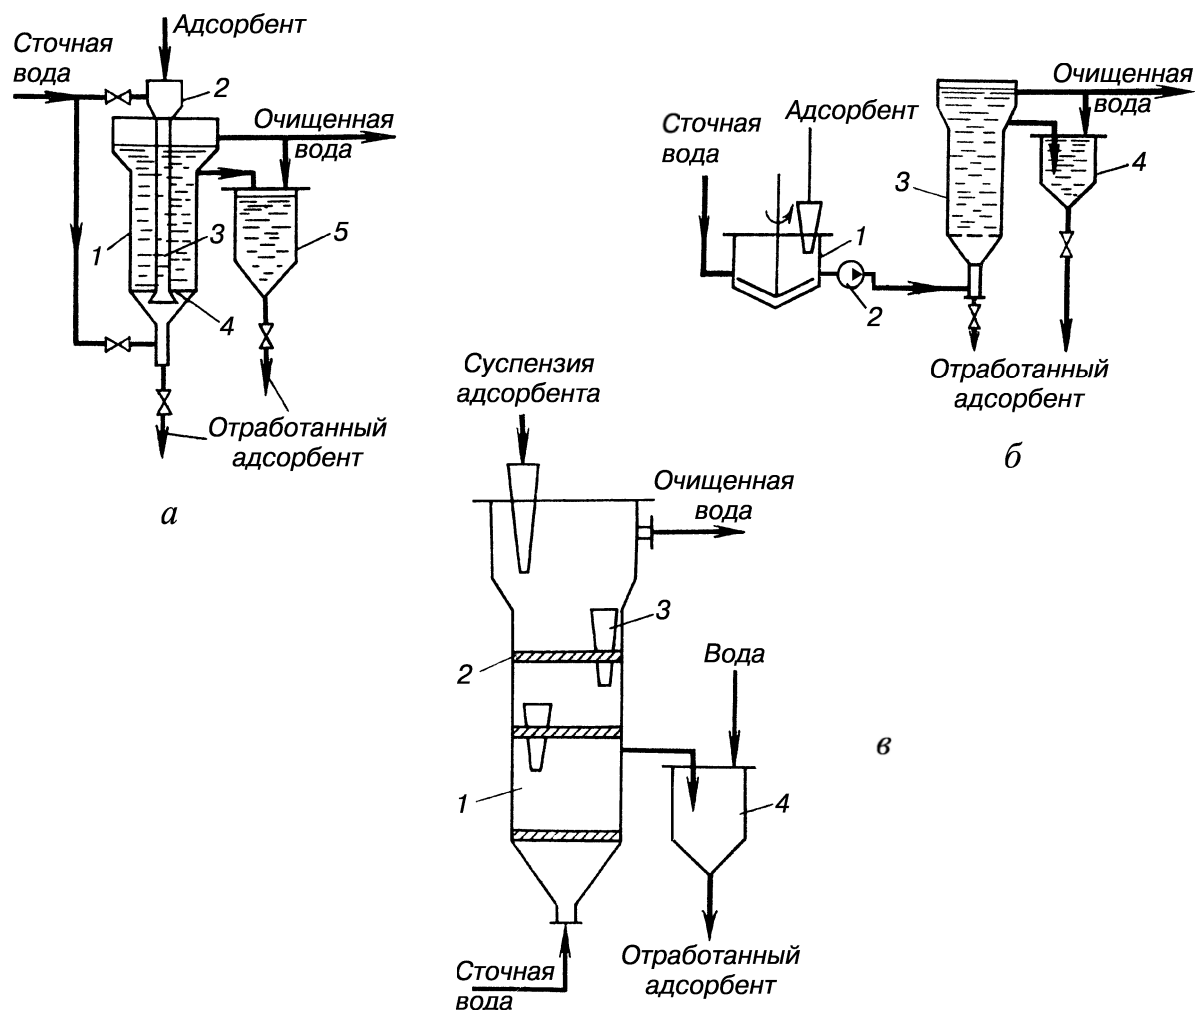 Адсорбент
Сточная
вода
2
Очищенная
вода
1
3
5
4
Отработанный
адсорбент
а
Очищенная
вода
Адсорбент
Сточная
вода
3
4
1
2
Отработанный
адсорбент
б
Суспензия
адсорбента
Очищенная
вода
3
2
Вода
в
1
4
Отработанный
адсорбент
Сточная
вода